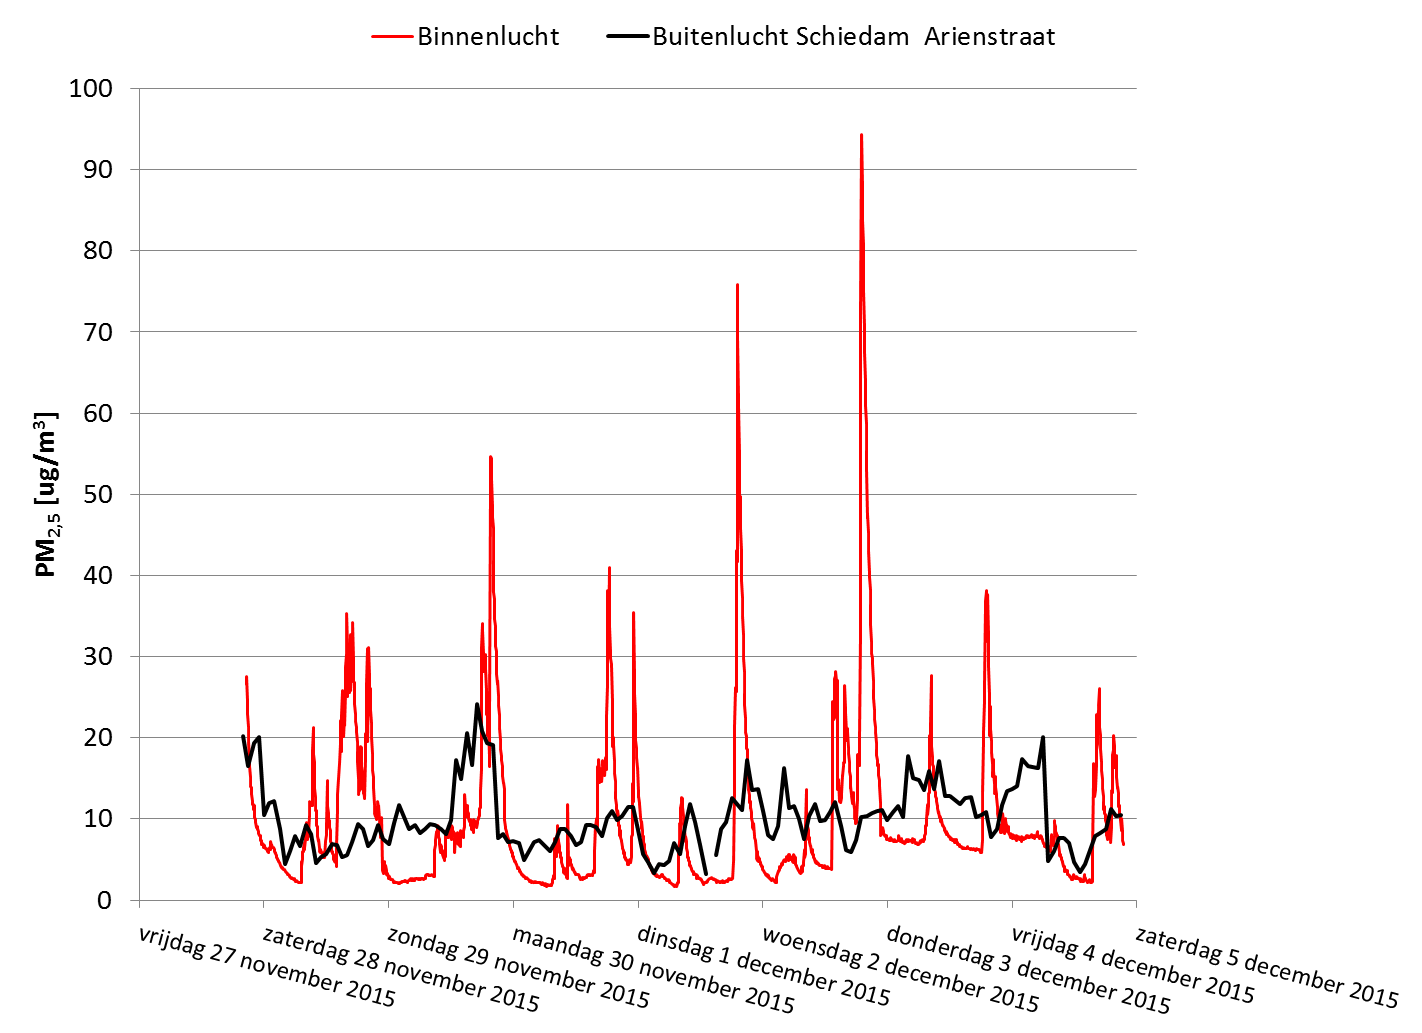 Binnenlucht Buitenlucht Schiedam Arienstraat
100
90
80
70
60
50
40
30
20
10
0
PM2,5 [ug/m3]
vrijdag 27 november 2015
zaterdag 28 november 2015
zondag 29 november 2015
maandag 30 november 2015
dinsdag 1 december 2015
woensdag 2 december 2015
donderdag 3 december 2015
vrijdag 4 december 2015
zaterdag 5 december 2015